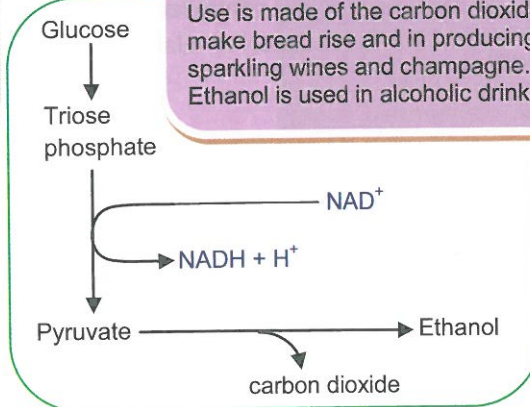 Use is made of the carbon dioxid
make bread rise and in producing
sparkling wines and champagne.
Ethanol is used in alcoholic drink
Glucose
Triose
phosphate
NAD⁺
NADH + H⁺
Pyruvate
Ethanol
carbon dioxide